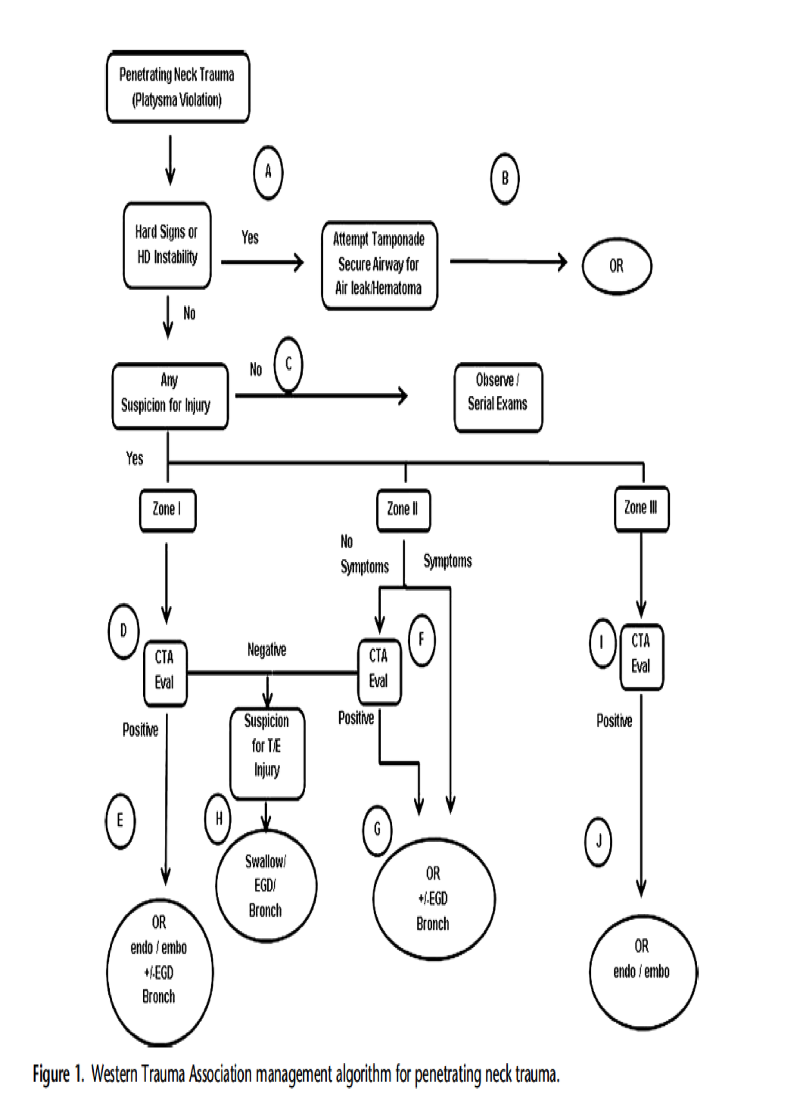 Penetrating Neck Trauma
(Platysma Violation)
A
B
Hard Signs or
HD Instability
Yes
Attempt Tamponade
Secure Airway for
Air leak/Hematoma
OR
No
Any
Suspicion for Injury
No
C
Observe /
Serial Exams
Yes
Zone I
Zone II
Zone III
No
Symptoms
Symptoms
D
CTA
Eval
Negative
CTA
Eval
F
I
CTA
Eval
Positive
Suspicion
for T/E
Injury
Positive
Positive
E
H
G
J
Swallow/
EGD/
Bronch
OR
+/-EGD
Bronch
OR
endo / embo
+/-EGD
Bronch
OR
endo / embo
Figure 1. Western Trauma Association management algorithm for penetrating neck trauma.